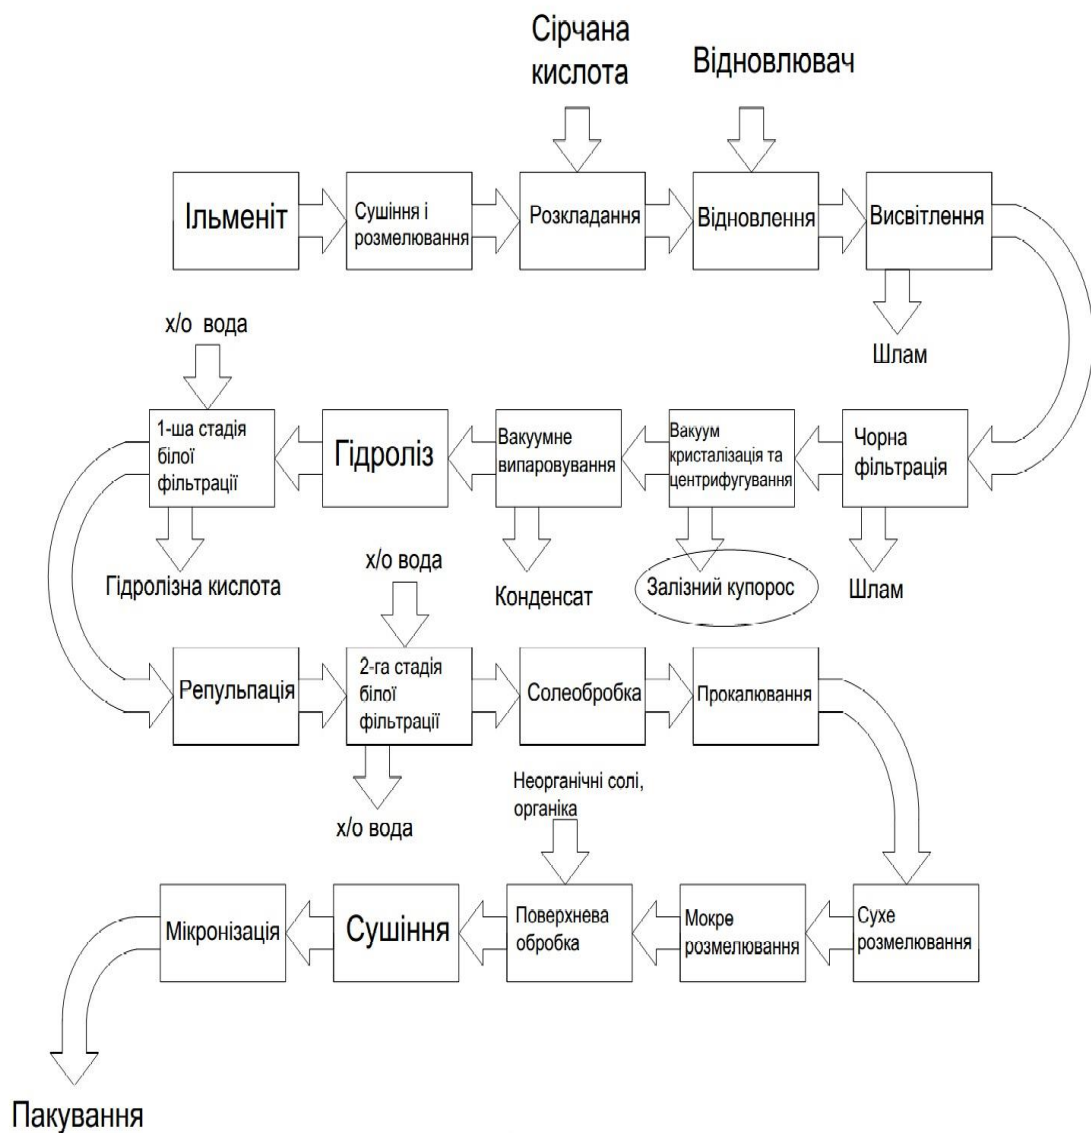 Сірчана
кислота
Відновлювач
Ільменіт
Сушіння і
розмелювання
Розкладання
Відновлення
Висвітлення
Шлам
х/о вода
1-ша стадія
білої
фільтрації
Гідроліз
Вакуумне
випаровування
Вакуум
кристалізація та
центрифугування
Чорна
фільтрація
Гідролізна кислота
х/о вода
Конденсат
Залізний купорос
Шлам
Репульпація
2-га стадія
білої
фільтрації
Солеобробка
Прокалювання
х/о вода
Неорганічні солі,
органіка
Мікронізація
Сушіння
Поверхнева
обробка
Мокре
розмелювання
Сухе
розмелювання
Пакування